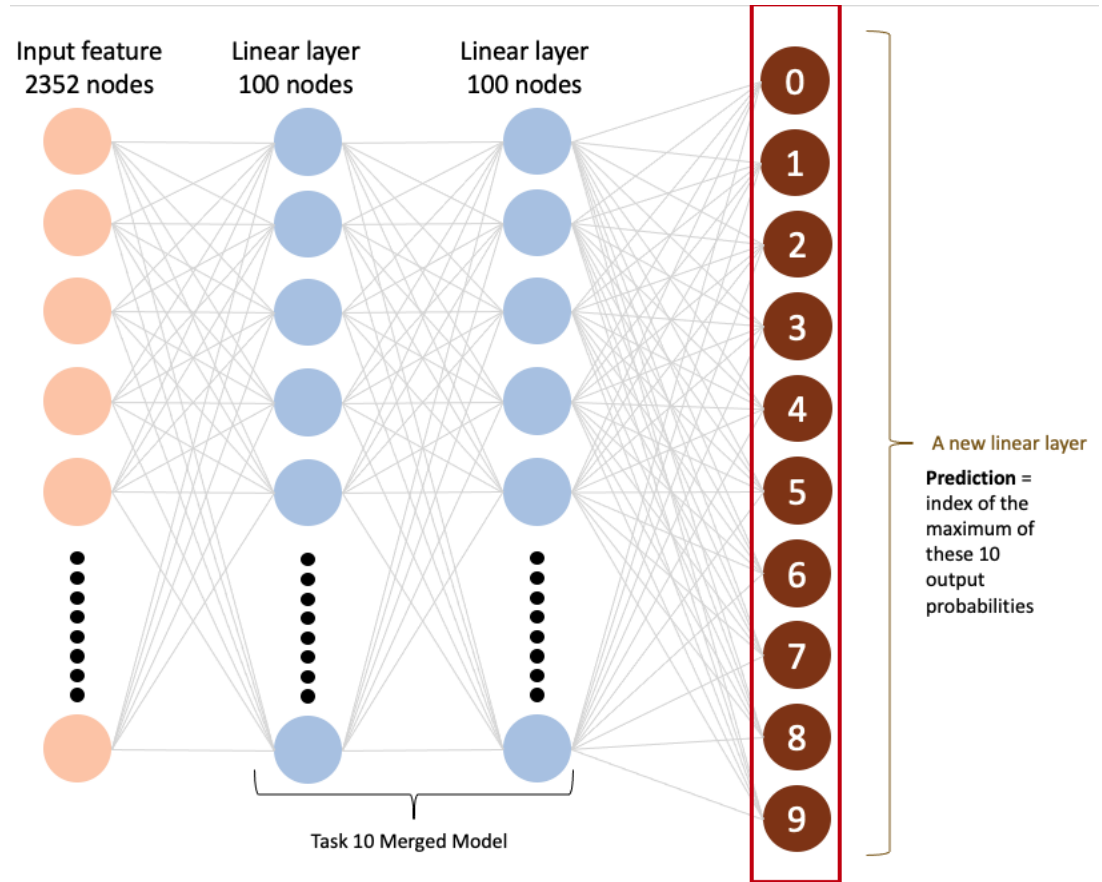 Input feature
2352 nodes
Linear layer
100 nodes
Linear layer
100 nodes
0
1
2
3
4
5
6
7
8
9
A new linear layer
Prediction =
index of the
maximum of
these 10
output
probabilities
Task 10 Merged Model